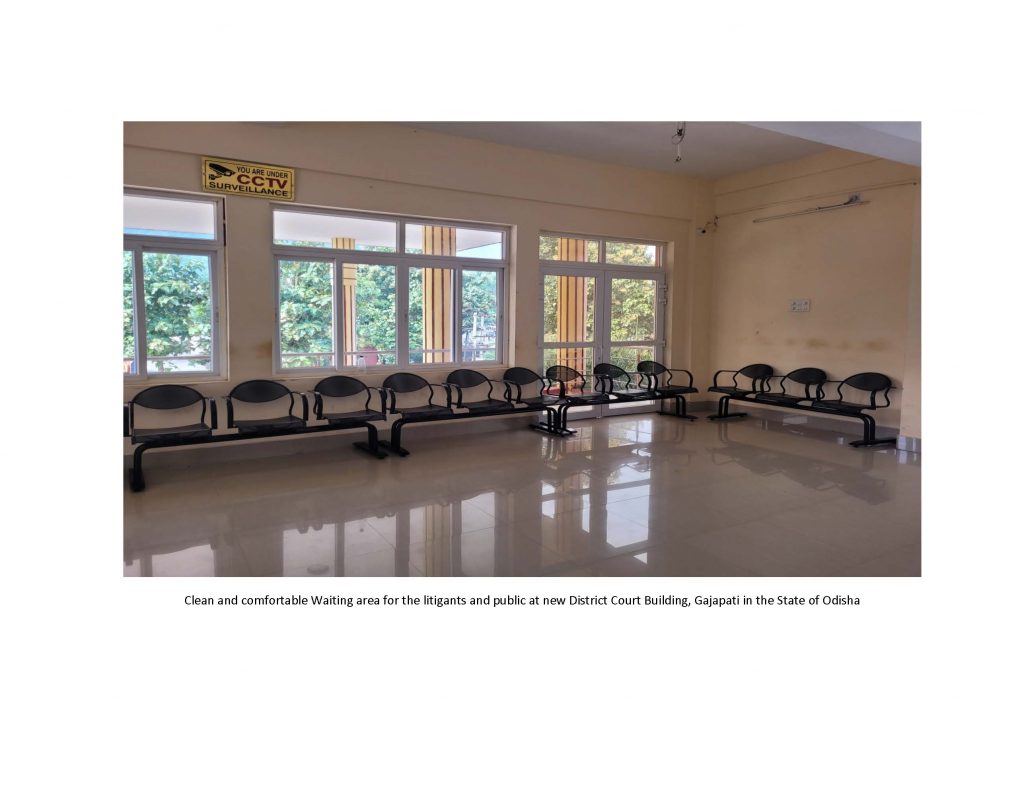 YOU ARE UNDER
CCTV
SURVEILLANCE
Clean and comfortable Waiting area for the litigants and public at new District Court Building, Gajapati in the State of Odisha